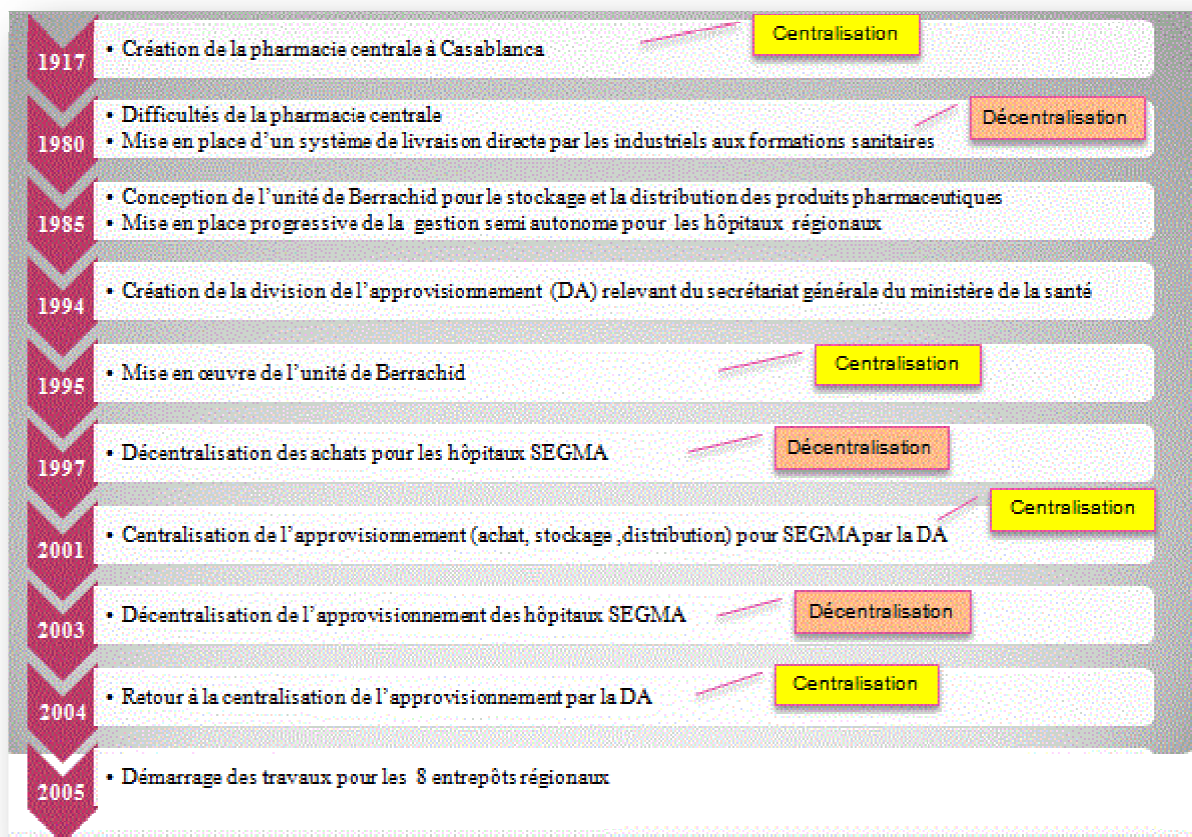 1917
• Création de la pharmacie centrale à Casablanca
Centralisation
1980
• Difficultés de la pharmacie centrale
• Mise en place d'un système de livraison directe par les industriels aux formations sanitaires
Décentralisation
1985
• Conception de l'unité de Berrachid pour le stockage et la distribution des produits pharmaceutiques
• Mise en place progressive de la gestion semi autonome pour les hôpitaux régionaux
1994
• Création de la division de l'approvisionnement (DA) relevant du secrétariat générale du ministère de la santé
1995
• Mise en œuvre de l'unité de Berrachid
Centralisation
1997
• Décentralisation des achats pour les hôpitaux SEGMA
Décentralisation
2001
• Centralisation de l'approvisionnement (achat, stockage ,distribution) pour SEGMA par la DA
Centralisation
2003
• Décentralisation de l'approvisionnement des hôpitaux SEGMA
Décentralisation
2004
• Retour à la centralisation de l'approvisionnement par la DA
Centralisation
2005
• Démarrage des travaux pour les 8 entrepôts régionaux